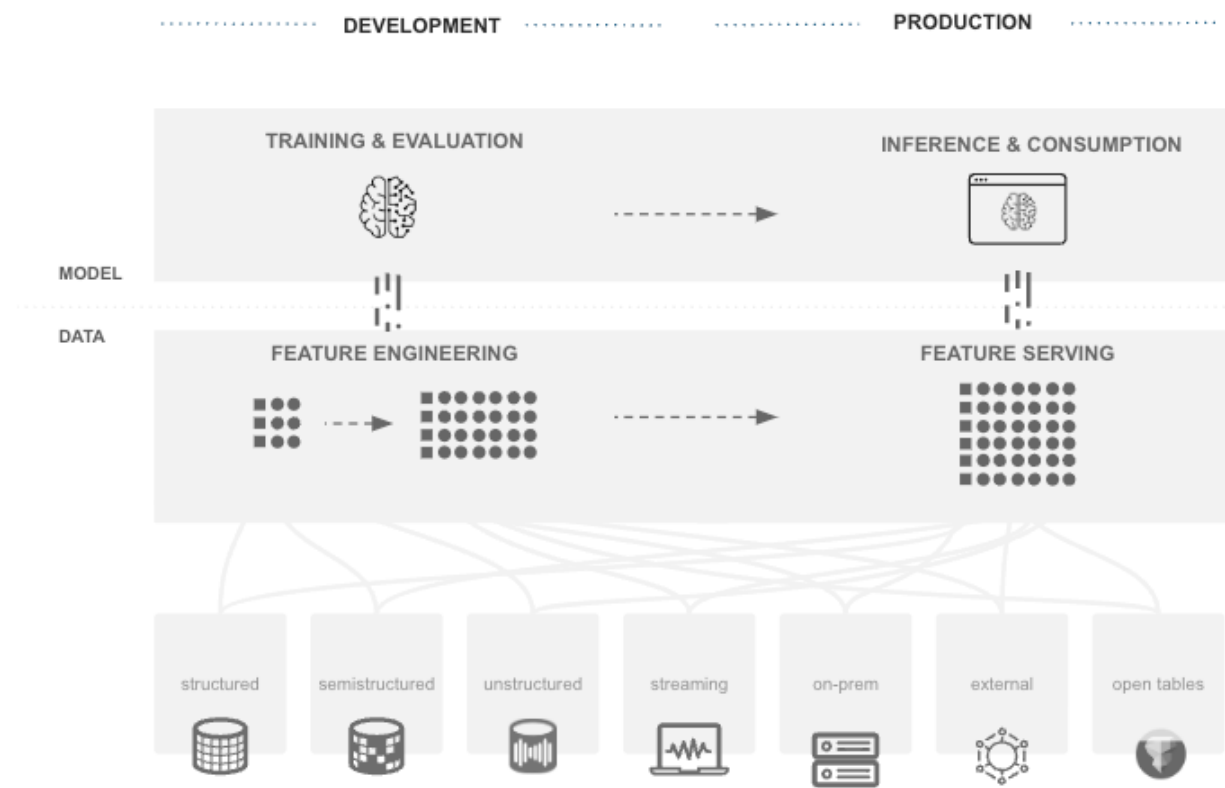 DEVELOPMENT
PRODUCTION
TRAINING & EVALUATION
INFERENCE & CONSUMPTION
MODEL
DATA
FEATURE ENGINEERING
FEATURE SERVING
structured
semistructured
unstructured
streaming
on-prem
external
open tables